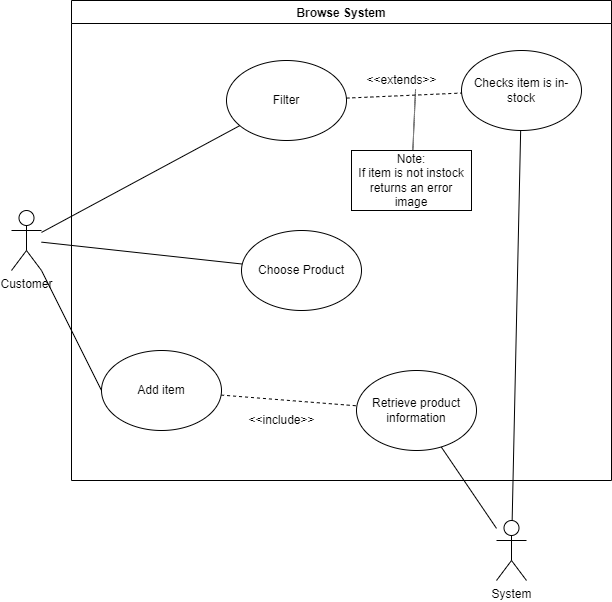 Browse System
<<extends>>
Checks item is in-
stock
Filter
Note:
If item is not instock
returns an error
image
Choose Product
Customer
Add item
Retrieve product
information
<<include>>
System